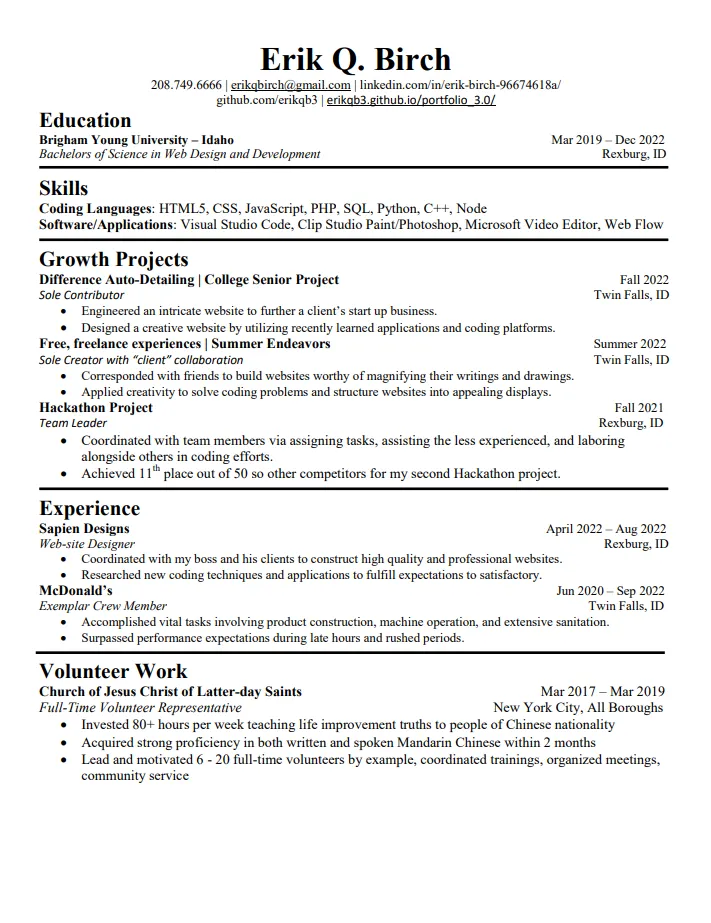 Erik Q. Birch
208.749.6666 | erikqbirch@gmail.com | linkedin.com/in/erik-birch-96674618a/
github.com/erikqb3 | erikqb3.github.io/portfolio_3.0/
Education
Brigham Young University – Idaho Mar 2019 – Dec 2022
Bachelors of Science in Web Design and Development Rexburg, ID
Skills
Coding Languages: HTML5, CSS, JavaScript, PHP, SQL, Python, C++, Node
Software/Applications: Visual Studio Code, Clip Studio Paint/Photoshop, Microsoft Video Editor, Web Flow
Growth Projects
Difference Auto-Detailing | College Senior Project Fall 2022
Sole Contributor Twin Falls, ID
• Engineered an intricate website to further a client’s start up business.
• Designed a creative website by utilizing recently learned applications and coding platforms.
Free, freelance experiences | Summer Endeavors Summer 2022
Sole Creator with “client” collaboration Twin Falls, ID
• Corresponded with friends to build websites worthy of magnifying their writings and drawings.
• Applied creativity to solve coding problems and structure websites into appealing displays.
Hackathon Project Fall 2021
Team Leader Rexburg, ID
• Coordinated with team members via assigning tasks, assisting the less experienced, and laboring
alongside others in coding efforts.
• Achieved 11th place out of 50 so other competitors for my second Hackathon project.
Experience
Sapien Designs April 2022 – Aug 2022
Web-site Designer Rexburg, ID
• Coordinated with my boss and his clients to construct high quality and professional websites.
• Researched new coding techniques and applications to fulfill expectations to satisfactory.
McDonald’s Jun 2020 – Sep 2022
Exemplar Crew Member Twin Falls, ID
• Accomplished vital tasks involving product construction, machine operation, and extensive sanitation.
• Surpassed performance expectations during late hours and rushed periods.
Volunteer Work
Church of Jesus Christ of Latter-day Saints Mar 2017 – Mar 2019
Full-Time Volunteer Representative New York City, All Boroughs
• Invested 80+ hours per week teaching life improvement truths to people of Chinese nationality
• Acquired strong proficiency in both written and spoken Mandarin Chinese within 2 months
• Lead and motivated 6 - 20 full-time volunteers by example, coordinated trainings, organized meetings,
community service